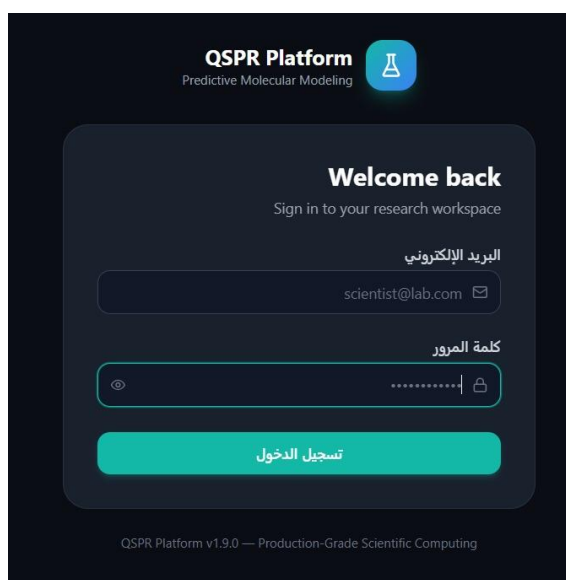 QSPR Platform
Predictive Molecular Modeling
Welcome back
Sign in to your research workspace
البريد الإلكتروني
scientist@lab.com
كلمة المرور
••••••••••••
تسجيل الدخول
QSPR Platform v1.9.0 — Production-Grade Scientific Computing